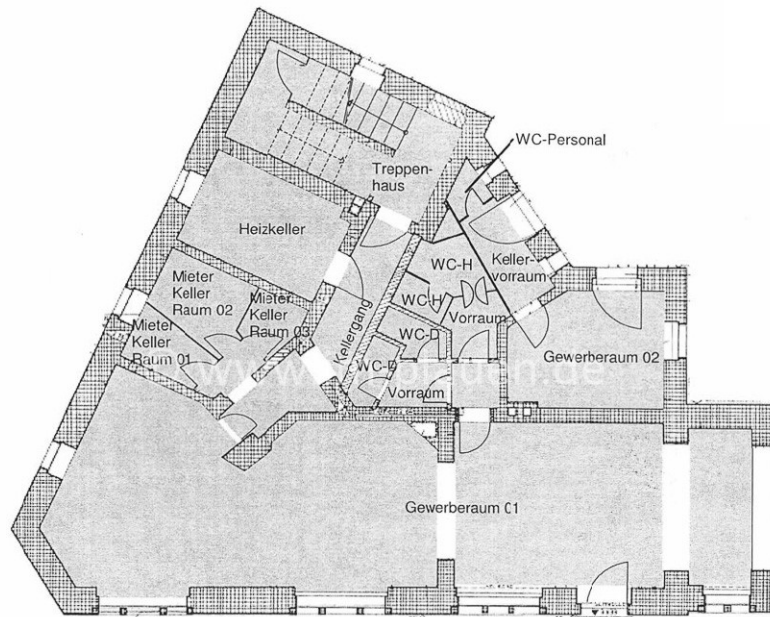 WC-Personal
Treppen-
haus
Heizkeller
Keller-
vorraum
WC-H
Mieter
Keller
Raum 02
Mieter
Keller
Raum 03
WC-H
Vorraum
Mieter
Keller
Raum 01
Kellergang
WC-D
Gewerberaum 02
WC-D
Vorraum
Gewerberaum 01